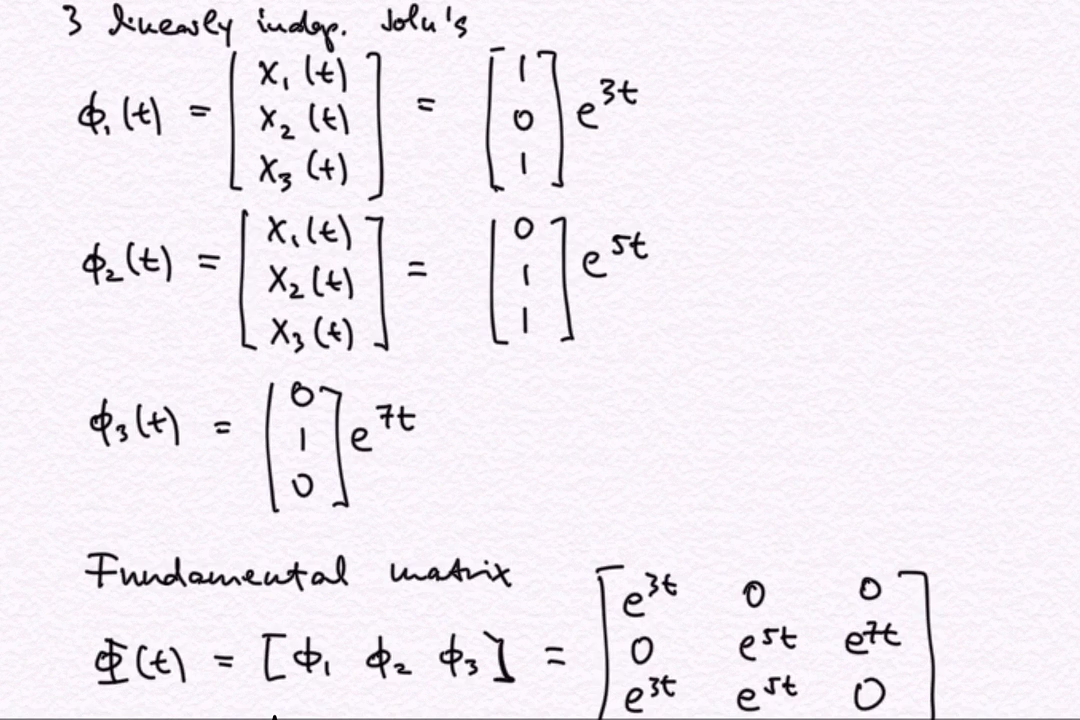 3 linearly indep. solu's
ϕ₁(t) = [x₁(t) x₂(t) x₃(t)] = [1 0 1] e^{3t}
ϕ₂(t) = [x₁(t) x₂(t) x₃(t)] = [0 1 1] e^{5t}
ϕ₃(t) = [0 1 0] e^{7t}
Fundamental matrix
Φ(t) = [ϕ₁ ϕ₂ ϕ₃] = [e^{3t} 0 0; 0 e^{5t} e^{7t}; e^{3t} e^{5t} 0]